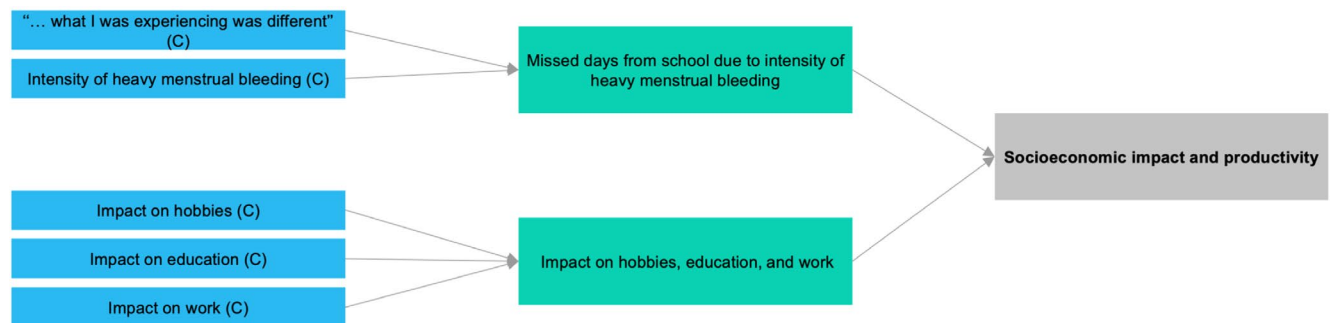 “… what I was experiencing was different”
(C)
Intensity of heavy menstrual bleeding (C)
Missed days from school due to intensity of
heavy menstrual bleeding
Socioeconomic impact and productivity
Impact on hobbies (C)
Impact on education (C)
Impact on work (C)
Impact on hobbies, education, and work